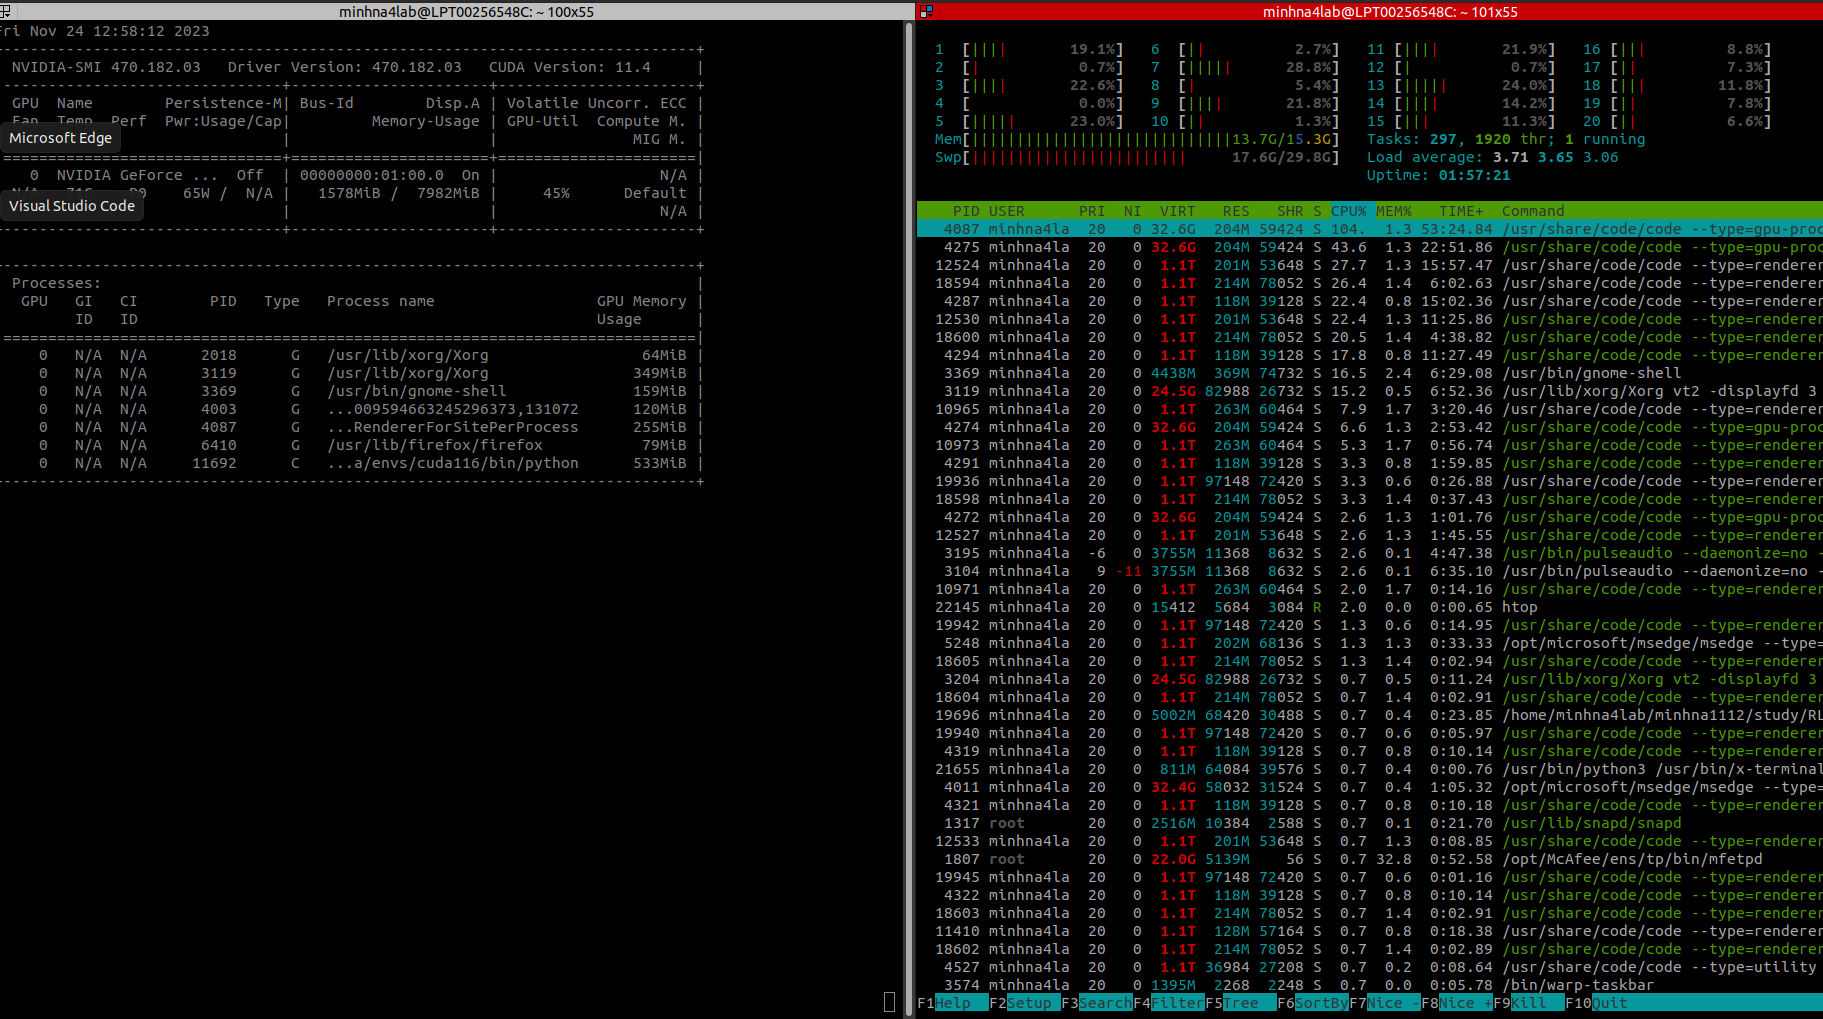 minhna4lab@LPT00256548C: ~ 100x55
Fri Nov 24 12:58:12 2023
-----------------------------------------------------------------------------+
NVIDIA-SMI 470.182.03   Driver Version: 470.182.03   CUDA Version: 11.4     |
-------------------------------+----------------------+----------------------+
GPU  Name        Persistence-M| Bus-Id        Disp.A | Volatile Uncorr. ECC |
Fan  Temp  Perf  Pwr:Usage/Cap|         Memory-Usage | GPU-Util  Compute M. |
Microsoft Edge
|                      |               MIG M. |
===============================+======================+======================|
0  NVIDIA GeForce ...  Off  | 00000000:01:00.0  On |                  N/A |
N/A   71C    P0    65W /  N/A |   1578MiB /  7982MiB |     45%      Default |
Visual Studio Code
|                      |                  N/A |
-------------------------------+----------------------+----------------------+
-----------------------------------------------------------------------------+
Processes:                                                                  |
GPU   GI   CI        PID   Type   Process name                  GPU Memory |
ID   ID                                                   Usage      |
=============================================================================|
0   N/A  N/A      2018      G   /usr/lib/xorg/Xorg                 64MiB |
0   N/A  N/A      3119      G   /usr/lib/xorg/Xorg                349MiB |
0   N/A  N/A      3369      G   /usr/bin/gnome-shell              159MiB |
0   N/A  N/A      4003      G   ...009594663245296373,131072      120MiB |
0   N/A  N/A      4087      G   ...RendererForSitePerProcess      255MiB |
0   N/A  N/A      6410      G   /usr/lib/firefox/firefox           79MiB |
0   N/A  N/A     11692      C   ...a/envs/cuda116/bin/python      533MiB |
-----------------------------------------------------------------------------+
minhna4lab@LPT00256548C: ~ 101x55
1 [|||| 19.1%] 6 [|| 2.7%] 11 [|||| 21.9%] 16 [||| 8.8%]
2 [| 0.7%] 7 [||||| 28.8%] 12 [| 0.7%] 17 [|| 7.3%]
3 [|||| 22.6%] 8 [| 5.4%] 13 [||||| 24.0%] 18 [||| 11.8%]
4 [ 0.0%] 9 [|||| 21.8%] 14 [|||| 14.2%] 19 [|| 7.8%]
5 [||||| 23.0%] 10 [|| 1.3%] 15 [||| 11.3%] 20 [|| 6.6%]
Mem[|||||||||||||||||||||||||||||13.7G/15.3G] Tasks: 297, 1920 thr; 1 running
Swp[|||||||||||||||||||||||| 17.6G/29.8G] Load average: 3.71 3.65 3.06
Uptime: 01:57:21
PID USER PRI NI VIRT RES SHR S CPU% MEM% TIME+ Command
4087 minhna4la 20 0 32.6G 204M 59424 S 104. 1.3 53:24.84 /usr/share/code/code --type=gpu-proc
4275 minhna4la 20 0 32.6G 204M 59424 S 43.6 1.3 22:51.86 /usr/share/code/code --type=gpu-proc
12524 minhna4la 20 0 1.1T 201M 53648 S 27.7 1.3 15:57.47 /usr/share/code/code --type=renderer
18594 minhna4la 20 0 1.1T 214M 78052 S 26.4 1.4 6:02.63 /usr/share/code/code --type=renderer
4287 minhna4la 20 0 1.1T 118M 39128 S 22.4 0.8 15:02.36 /usr/share/code/code --type=renderer
12530 minhna4la 20 0 1.1T 201M 53648 S 22.4 1.3 11:25.86 /usr/share/code/code --type=renderer
18600 minhna4la 20 0 1.1T 214M 78052 S 20.5 1.4 4:38.82 /usr/share/code/code --type=renderer
4294 minhna4la 20 0 1.1T 118M 39128 S 17.8 0.8 11:27.49 /usr/share/code/code --type=renderer
3369 minhna4la 20 0 4438M 369M 74732 S 16.5 2.4 6:29.08 /usr/bin/gnome-shell
3119 minhna4la 20 0 24.5G 82988 26732 S 15.2 0.5 6:52.36 /usr/lib/xorg/Xorg vt2 -displayfd 3
10965 minhna4la 20 0 1.1T 263M 60464 S 7.9 1.7 3:20.46 /usr/share/code/code --type=renderer
4274 minhna4la 20 0 32.6G 204M 59424 S 6.6 1.3 2:53.42 /usr/share/code/code --type=gpu-proc
10973 minhna4la 20 0 1.1T 263M 60464 S 5.3 1.7 0:56.74 /usr/share/code/code --type=renderer
4291 minhna4la 20 0 1.1T 118M 39128 S 3.3 0.8 1:59.85 /usr/share/code/code --type=renderer
19936 minhna4la 20 0 1.1T 97148 72420 S 3.3 0.6 0:26.88 /usr/share/code/code --type=renderer
18598 minhna4la 20 0 1.1T 214M 78052 S 3.3 1.4 0:37.43 /usr/share/code/code --type=renderer
4272 minhna4la 20 0 32.6G 204M 59424 S 2.6 1.3 1:01.76 /usr/share/code/code --type=gpu-proc
12527 minhna4la 20 0 1.1T 201M 53648 S 2.6 1.3 1:45.55 /usr/share/code/code --type=renderer
3195 minhna4la -6 0 3755M 11368 8632 S 2.6 0.1 4:47.38 /usr/bin/pulseaudio --daemonize=no -
3104 minhna4la 9 -11 3755M 11368 8632 S 2.6 0.1 6:35.10 /usr/bin/pulseaudio --daemonize=no -
10971 minhna4la 20 0 1.1T 263M 60464 S 2.0 1.7 0:14.16 /usr/share/code/code --type=renderer
22145 minhna4la 20 0 15412 5684 3084 R 2.0 0.0 0:00.65 htop
19942 minhna4la 20 0 1.1T 97148 72420 S 1.3 0.6 0:14.95 /usr/share/code/code --type=renderer
5248 minhna4la 20 0 1.1T 202M 68136 S 1.3 1.3 0:33.33 /opt/microsoft/msedge/msedge --type=
18605 minhna4la 20 0 1.1T 214M 78052 S 1.3 1.4 0:02.94 /usr/share/code/code --type=renderer
3204 minhna4la 20 0 24.5G 82988 26732 S 0.7 0.5 0:11.24 /usr/lib/xorg/Xorg vt2 -displayfd 3
18604 minhna4la 20 0 1.1T 214M 78052 S 0.7 1.4 0:02.91 /usr/share/code/code --type=renderer
19696 minhna4la 20 0 5002M 68420 30488 S 0.7 0.4 0:23.85 /home/minhna4lab/minhna1112/study/RL
19940 minhna4la 20 0 1.1T 97148 72420 S 0.7 0.6 0:05.97 /usr/share/code/code --type=renderer
4319 minhna4la 20 0 1.1T 118M 39128 S 0.7 0.8 0:10.14 /usr/share/code/code --type=renderer
21655 minhna4la 20 0 811M 64084 39576 S 0.7 0.4 0:00.76 /usr/bin/python3 /usr/bin/x-terminal
4011 minhna4la 20 0 32.4G 58032 31524 S 0.7 0.4 1:05.32 /opt/microsoft/msedge/msedge --type=
4321 minhna4la 20 0 1.1T 118M 39128 S 0.7 0.8 0:10.18 /usr/share/code/code --type=renderer
1317 root 20 0 2516M 10384 2588 S 0.7 0.1 0:21.70 /usr/lib/snapd/snapd
12533 minhna4la 20 0 1.1T 201M 53648 S 0.7 1.3 0:08.85 /usr/share/code/code --type=renderer
1807 root 20 0 22.0G 5139M 56 S 0.7 32.8 0:52.58 /opt/McAfee/ens/tp/bin/mfetpd
19945 minhna4la 20 0 1.1T 97148 72420 S 0.7 0.6 0:01.16 /usr/share/code/code --type=renderer
4322 minhna4la 20 0 1.1T 118M 39128 S 0.7 0.8 0:10.14 /usr/share/code/code --type=renderer
18603 minhna4la 20 0 1.1T 214M 78052 S 0.7 1.4 0:02.91 /usr/share/code/code --type=renderer
11410 minhna4la 20 0 1.1T 128M 57164 S 0.7 0.8 0:18.38 /usr/share/code/code --type=renderer
18602 minhna4la 20 0 1.1T 214M 78052 S 0.7 1.4 0:02.89 /usr/share/code/code --type=renderer
4527 minhna4la 20 0 1.1T 36984 27208 S 0.7 0.2 0:08.64 /usr/share/code/code --type=utility
3574 minhna4la 20 0 1395M 2268 2248 S 0.7 0.0 0:05.78 /bin/warp-taskbar
F1Help F2Setup F3SearchF4FilterF5Tree F6SortByF7Nice -F8Nice +F9Kill F10Quit